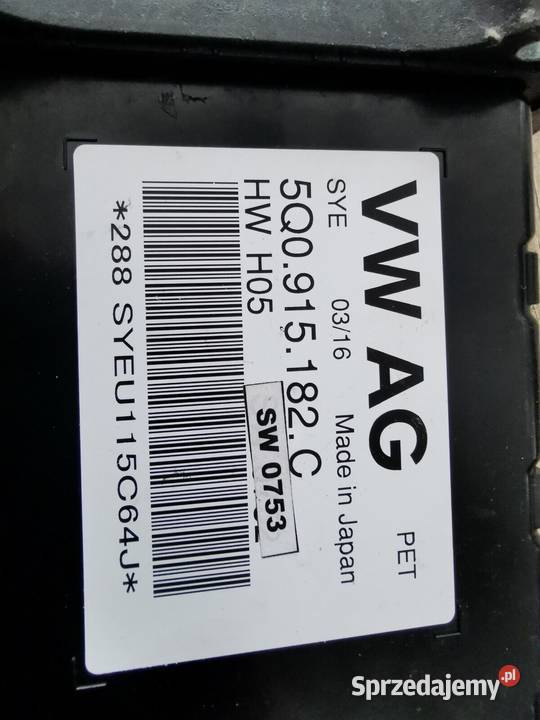 VW AG
PET
SYE 03/16 Made in Japan
5Q0.915.182.C
HW H05
SW 0753
*288 SYEU115C64J*
Sprzedajemy.pl